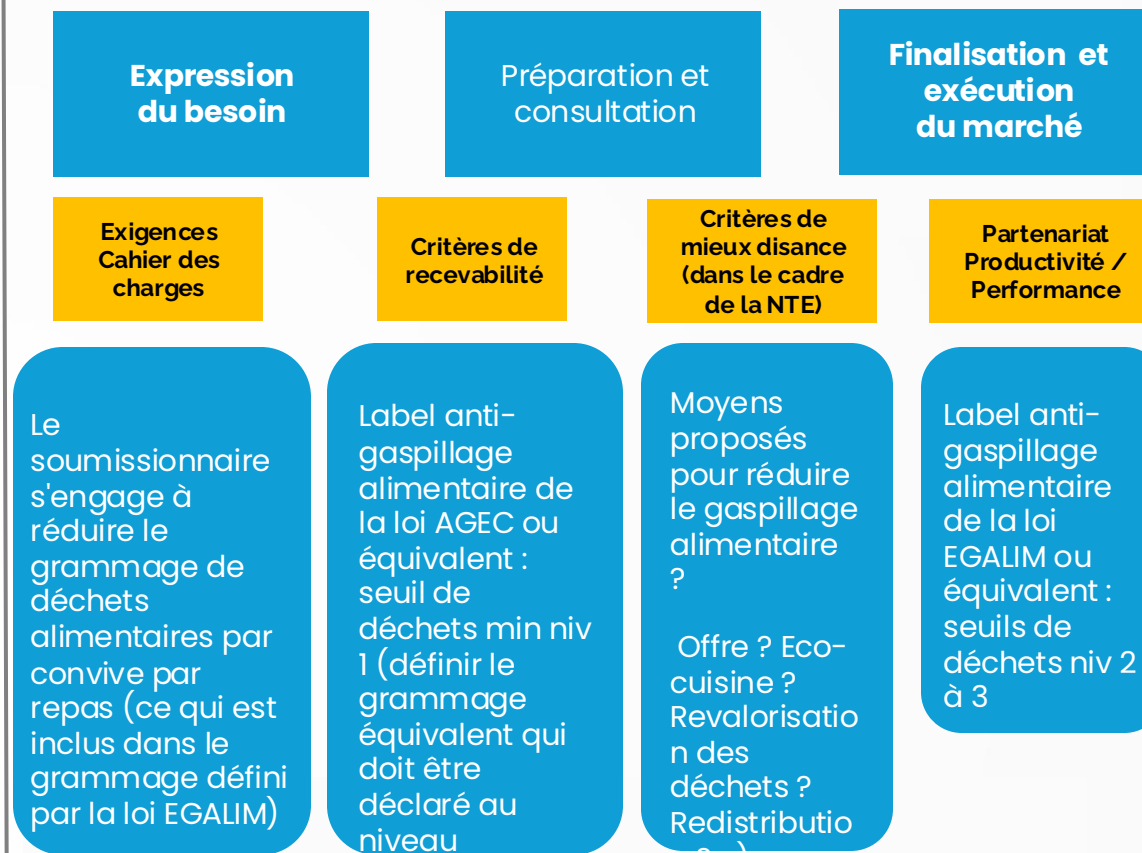 Expression
du besoin
Préparation et
consultation
Finalisation et
exécution
du marché
Exigences
Cahier des
charges
Critères de
recevabilité
Critères de
mieux disance
(dans le cadre
de la NTE)
Partenariat
Productivité /
Performance
Le
soumissionnaire
s'engage à
réduire le
grammage de
déchets
alimentaires par
convive par
repas (ce qui est
inclus dans le
grammage défini
par la loi EGALIM)
Label anti-
gaspillage
alimentaire de
la loi AGEC ou
équivalent :
seuil de
déchets min niv
1 (définir le
grammage
équivalent qui
doit être
déclaré au
niveau
Moyens
proposés
pour réduire
le gaspillage
alimentaire
?
Offre ? Eco-
cuisine ?
Revalorisatio
n des
déchets ?
Redistributio
Label anti-
gaspillage
alimentaire
de la loi
EGALIM ou
équivalent :
seuils de
déchets niv 2
à 3